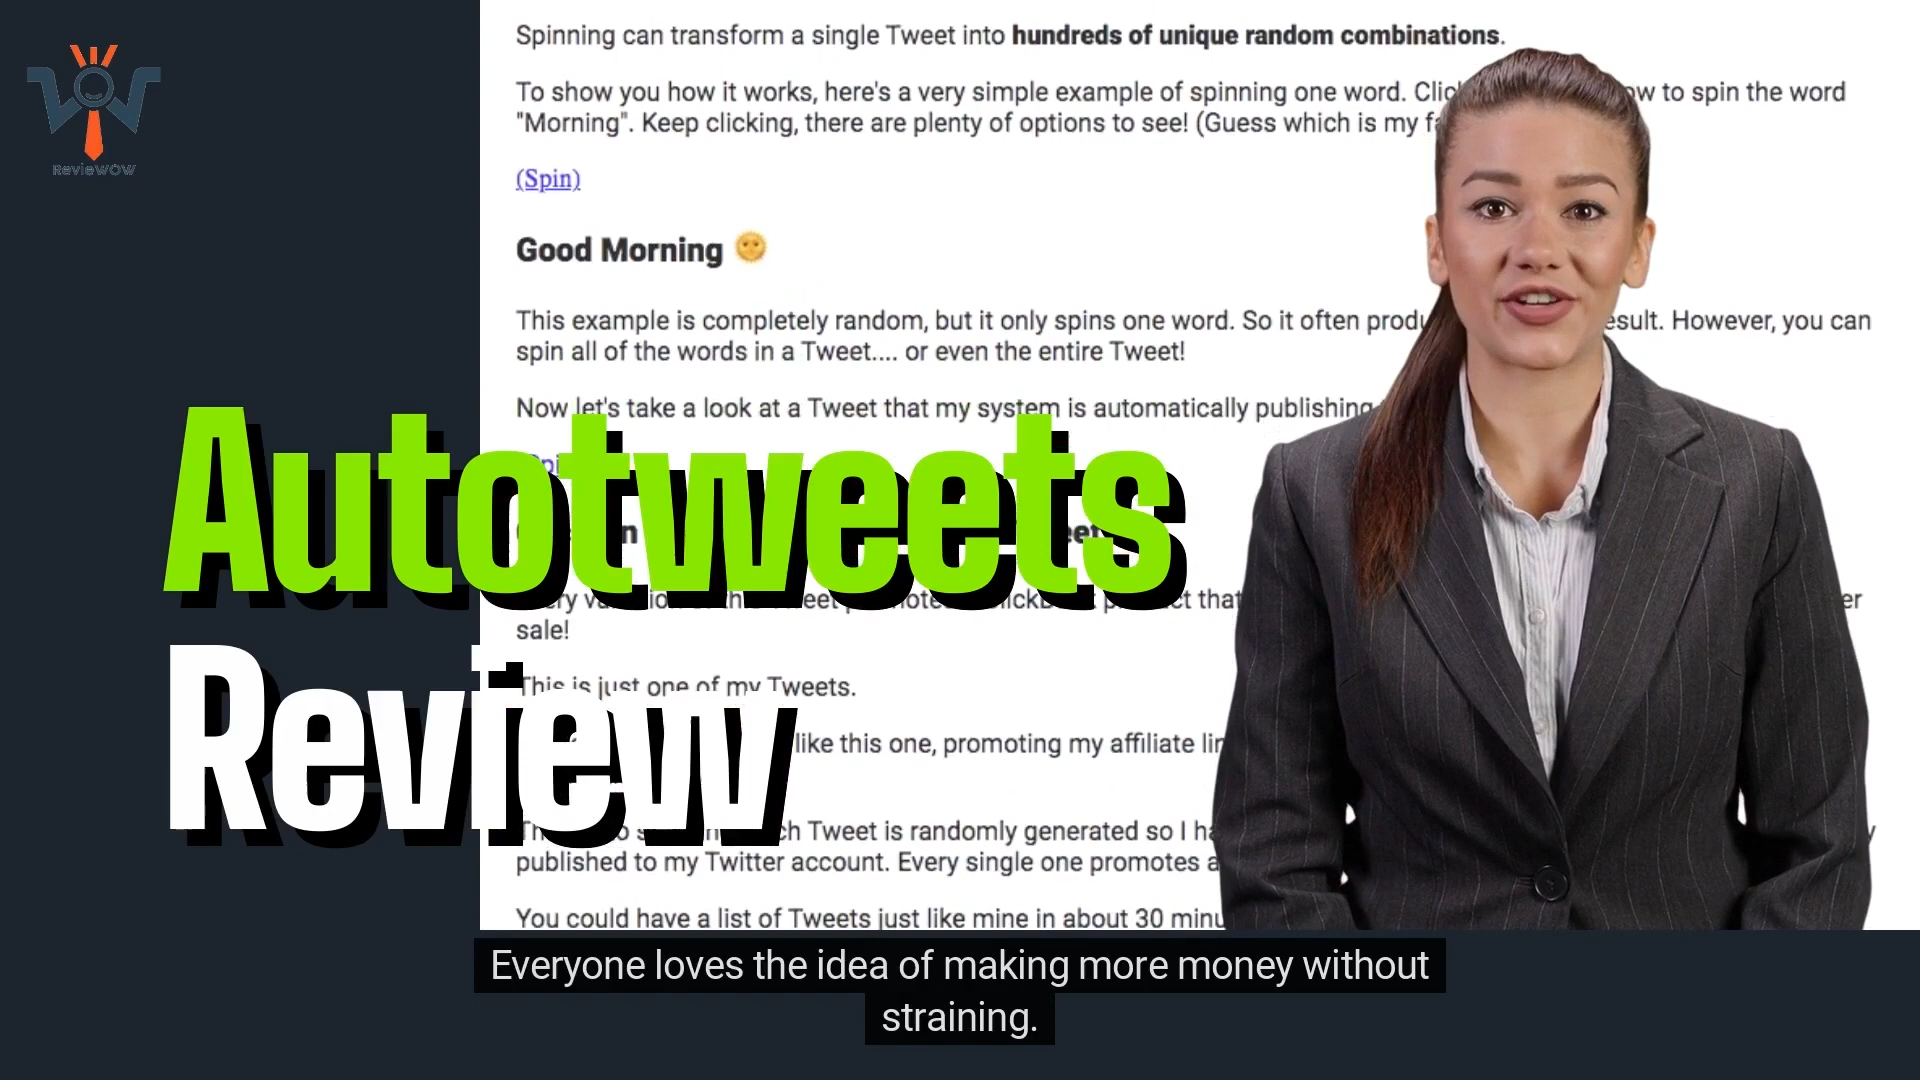 RevieWOW
Spinning can transform a single Tweet into hundreds of unique random combinations.
To show you how it works, here's a very simple example of spinning one word. to spin the word
"Morning". Keep clicking, there are plenty of options to see! (Guess which is my
(Spin)
Good Morning 🌞
This example is completely random, but it only spins one word. So it often However, you can
spin all of the words in a Tweet.... or even the entire Tweet!
Now let's take a look at a Tweet that my system is automatically publishing
Autotweets
sale!
This is just one of my Tweets.
Review
like this one, promoting my affiliate
Tweet is randomly generated so I
published to my Twitter account. Every single one promotes a
You could have a list of Tweets just like mine in about 30
Everyone loves the idea of making more money without
straining.